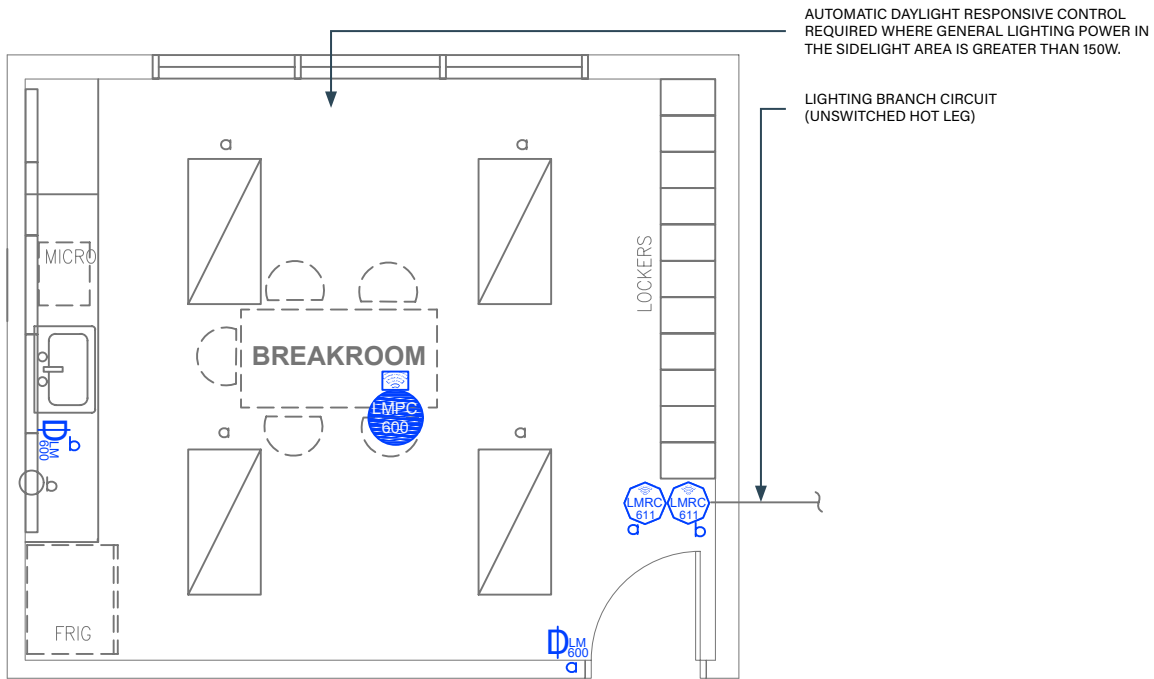 AUTOMATIC DAYLIGHT RESPONSIVE CONTROL
REQUIRED WHERE GENERAL LIGHTING POWER IN
THE SIDELIGHT AREA IS GREATER THAN 150W.
LIGHTING BRANCH CIRCUIT
(UNSWITCHED HOT LEG)
a
a
MICRO
LOCKERS
BREAKROOM
LMPC
600
a
a
D
LM
600
b
b
LMRC
611
a
LMRC
611
b
FRIG
D
LM
600
a